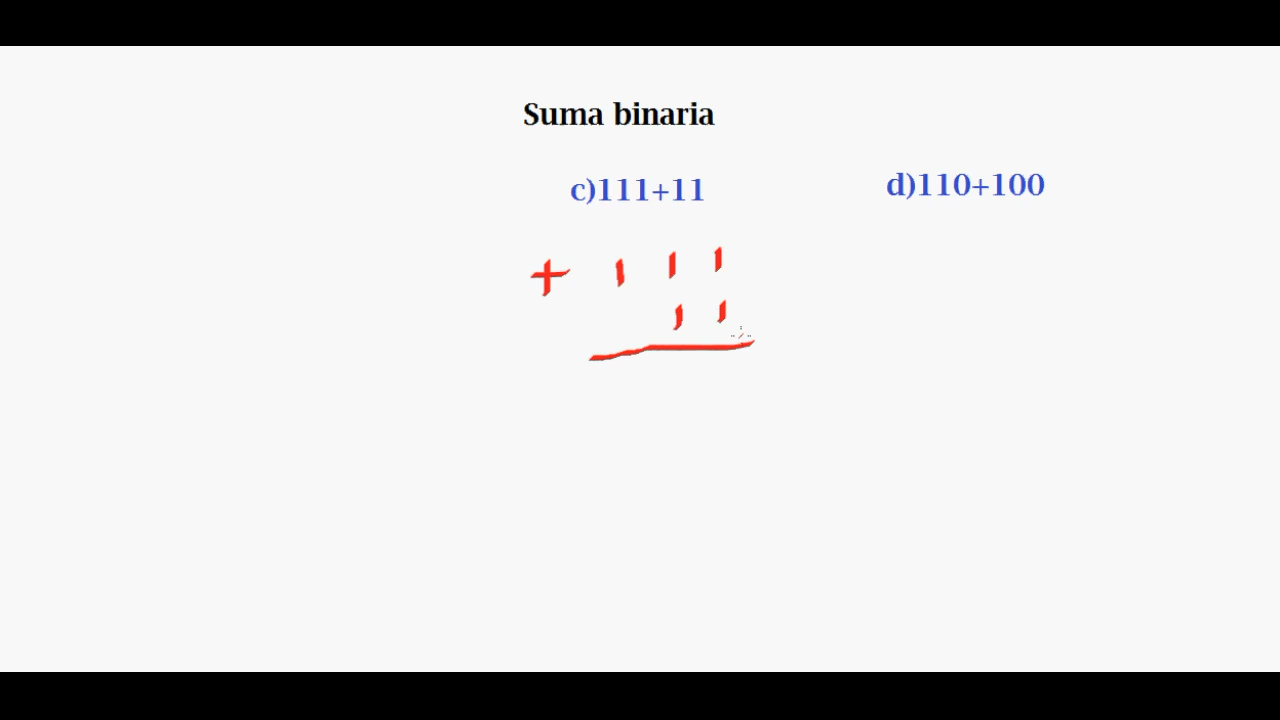 Suma binaria
c)111+11
d)110+100
+ 1 1 1
1 1